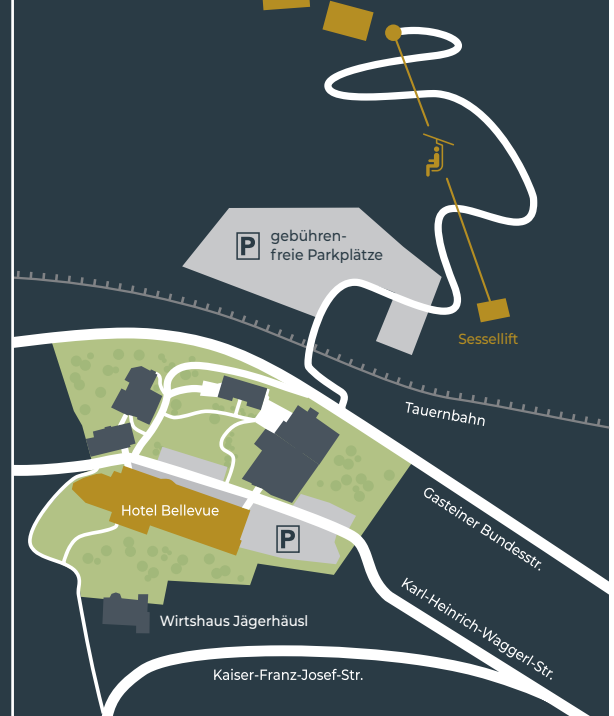 P
gebühren-
freie Parkplätze
Sessellift
Tauernbahn
Gasteiner Bundesstr.
Hotel Bellevue
P
Karl-Heinrich-Waggerl-Str.
Wirtshaus Jägerhäusl
Kaiser-Franz-Josef-Str.